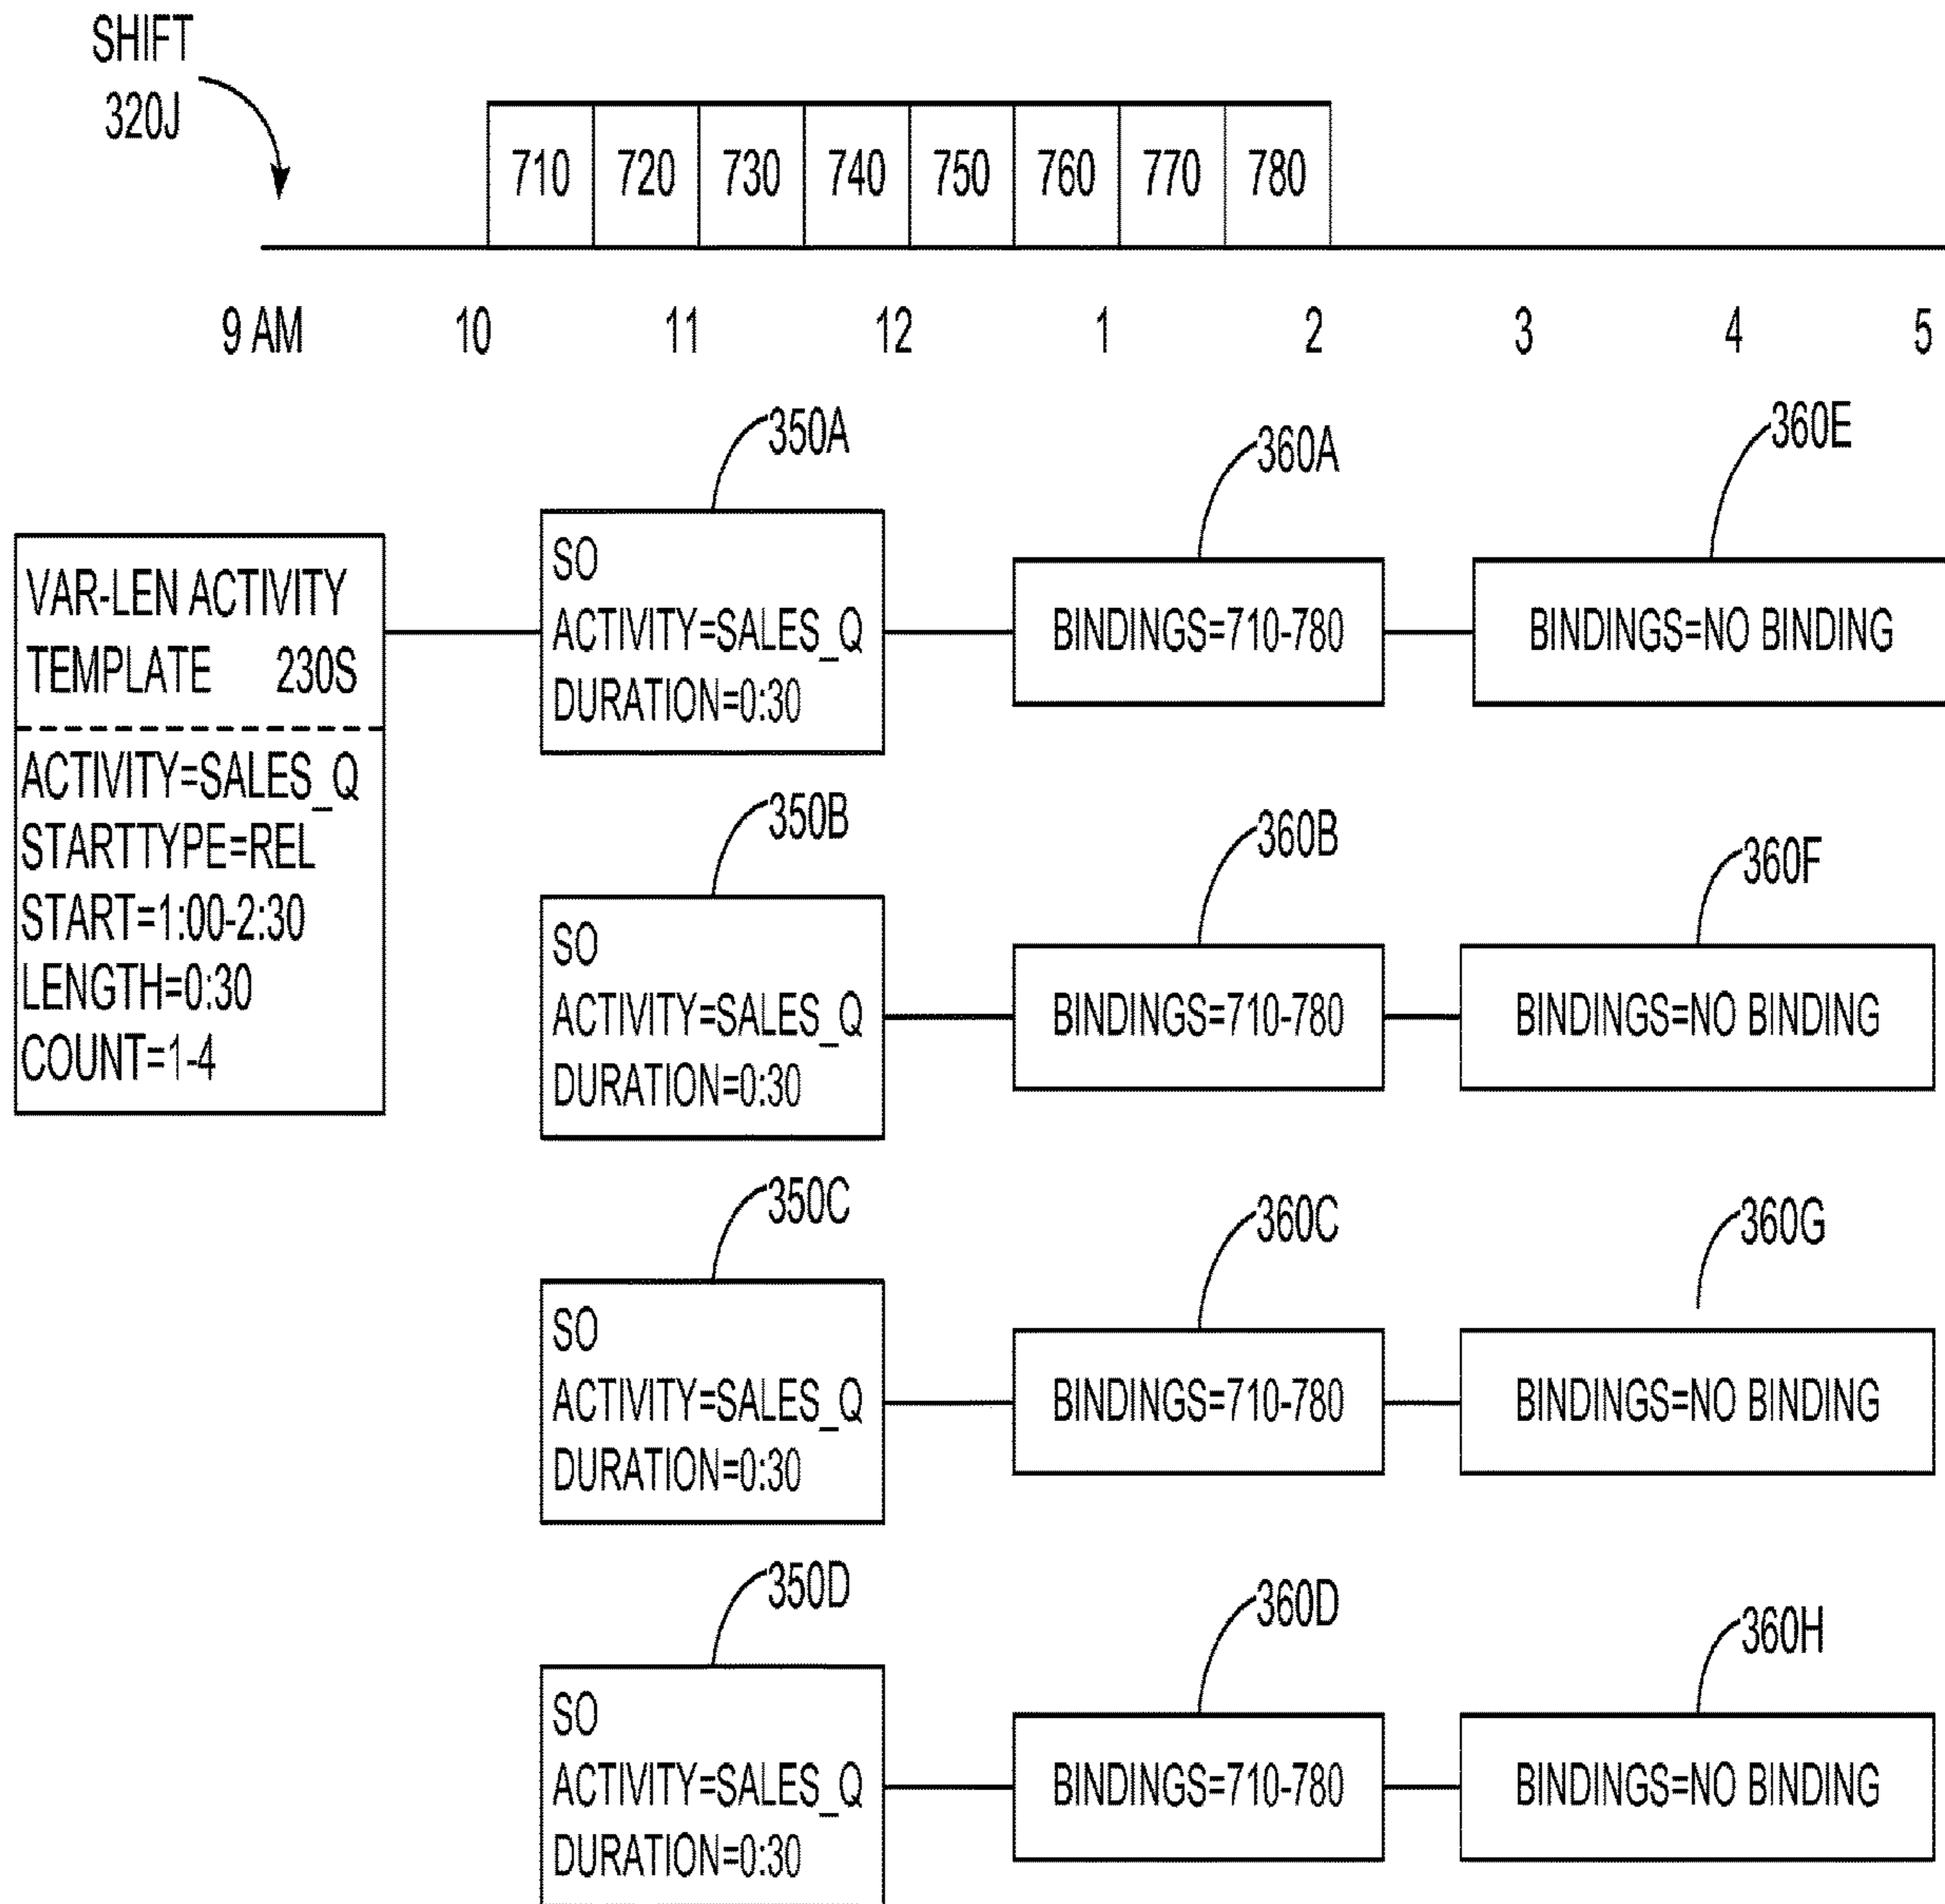 SHIFT
320J
710 720 730 740 750 760 770 780
9 AM 10 11 12 1 2 3 4 5
350A
360A
360E
VAR-LEN ACTIVITY
TEMPLATE 230S
ACTIVITY=SALES_Q
STARTTYPE=REL
START=1:00-2:30
LENGTH=0:30
COUNT=1-4
SO
ACTIVITY=SALES_Q
DURATION=0:30
BINDINGS=710-780
BINDINGS=NO BINDING
350B
360B
360F
SO
ACTIVITY=SALES_Q
DURATION=0:30
BINDINGS=710-780
BINDINGS=NO BINDING
350C
360C
360G
SO
ACTIVITY=SALES_Q
DURATION=0:30
BINDINGS=710-780
BINDINGS=NO BINDING
350D
360D
360H
SO
ACTIVITY=SALES_Q
DURATION=0:30
BINDINGS=710-780
BINDINGS=NO BINDING